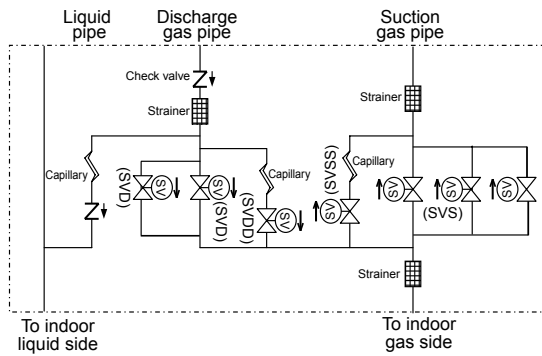 Liquid
pipe
Discharge
gas pipe
Suction
gas pipe
Check valve
Strainer
Strainer
Capillary
(SVD)
SV
SV
(SVD)
(SVDD)
Capillary
SV
(SSVS)
Capillary
SV
SV
(SVS)
SV
SV
Strainer
To indoor
liquid side
To indoor
gas side